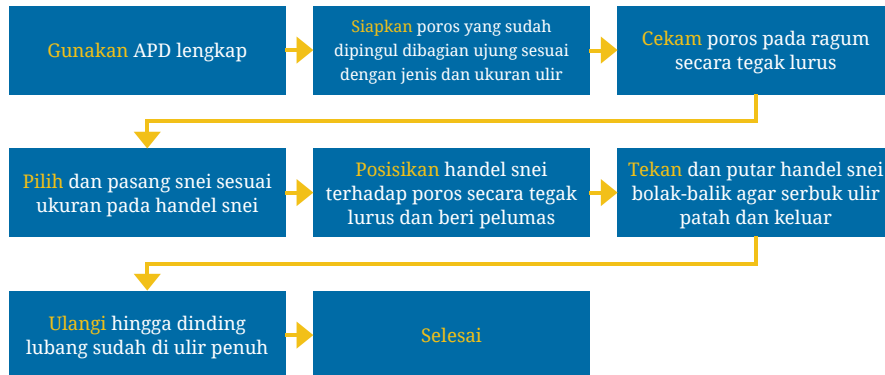 Gunakan APD lengkap
Siapkan poros yang sudah
dipingul dibagian ujung sesuai
dengan jenis dan ukuran ulir
Cekam poros pada ragum
secara tegak lurus
Pilih dan pasang snei sesuai
ukuran pada handel snei
Posisikan handel snei
terhadap poros secara tegak
lurus dan beri pelumas
Tekan dan putar handel snei
bolak-balik agar serbuk ulir
patah dan keluar
Ulangi hingga dinding
lubang sudah di ulir penuh
Selesai